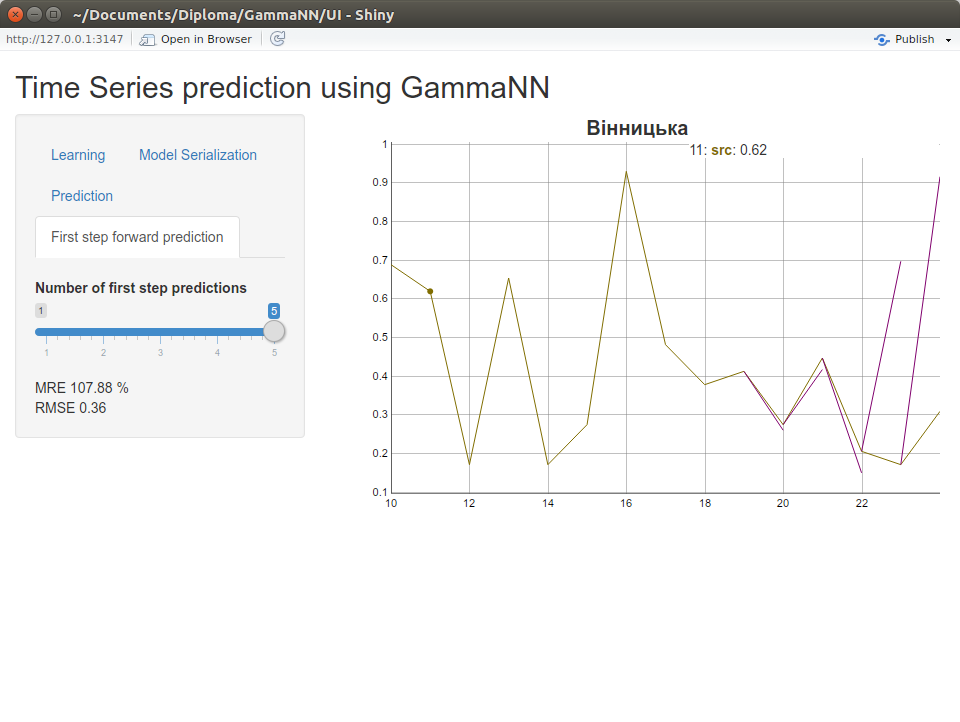 ~/Documents/Diploma/GammaNN/UI - Shiny
http://127.0.0.1:3147 Open in Browser Publish
Time Series prediction using GammaNN
Learning Model Serialization
Prediction
First step forward prediction
Number of first step predictions
1 5
1 2 3 4 5
MRE 107.88 %
RMSE 0.36
Вінницька
11: src: 0.62
1
0.9
0.8
0.7
0.6
0.5
0.4
0.3
0.2
0.1
10 12 14 16 18 20 22